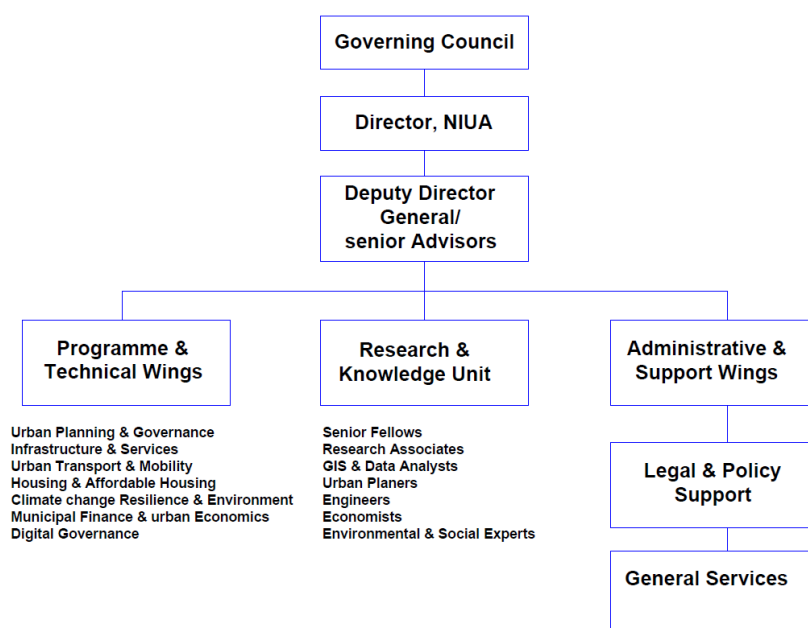 Governing Council
Director, NIUA
Deputy Director
General/
senior Advisors
Programme &
Technical Wings
Urban Planning & Governance
Infrastructure & Services
Urban Transport & Mobility
Housing & Affordable Housing
Climate change Resilience & Environment
Municipal Finance & urban Economics
Digital Governance
Research &
Knowledge Unit
Senior Fellows
Research Associates
GIS & Data Analysts
Urban Planers
Engineers
Economists
Environmental & Social Experts
Administrative &
Support Wings
Legal & Policy
Support
General Services